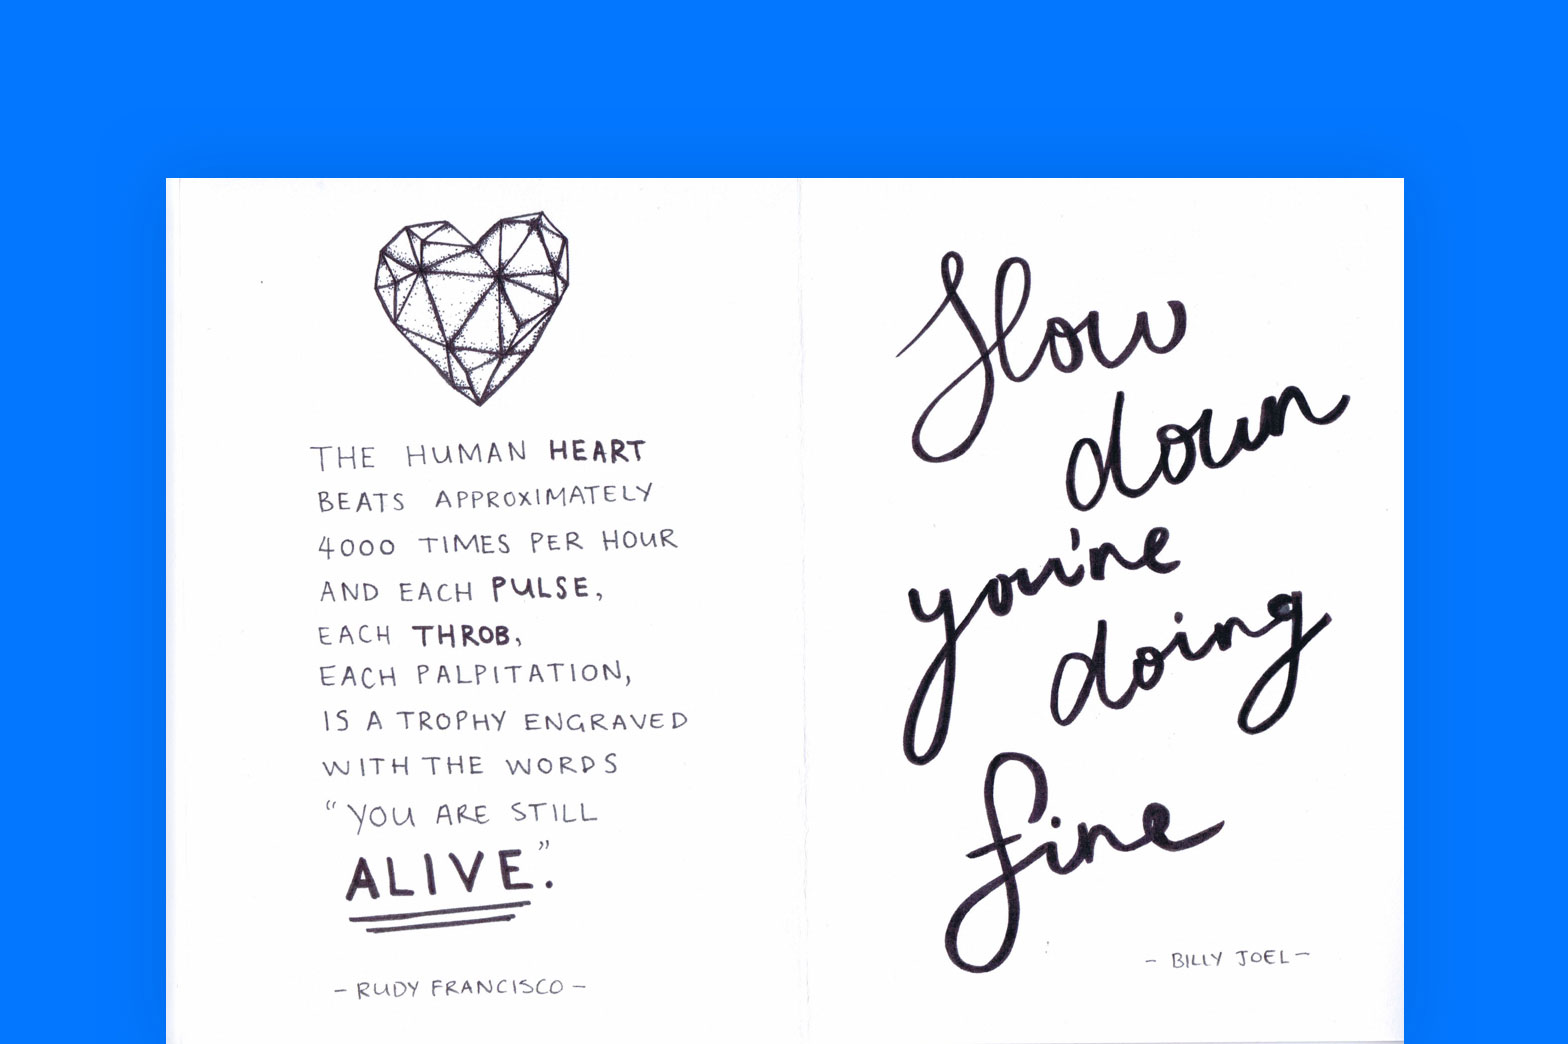 THE HUMAN HEART
BEATS APPROXIMATELY
4000 TIMES PER HOUR
AND EACH PULSE,
EACH THROB,
EACH PALPITATION,
IS A TROPHY ENGRAVED
WITH THE WORDS
“YOU ARE STILL
ALIVE.”
- RUDY FRANCISCO -
Slow
down
you're
doing
fine
- BILLY JOEL -